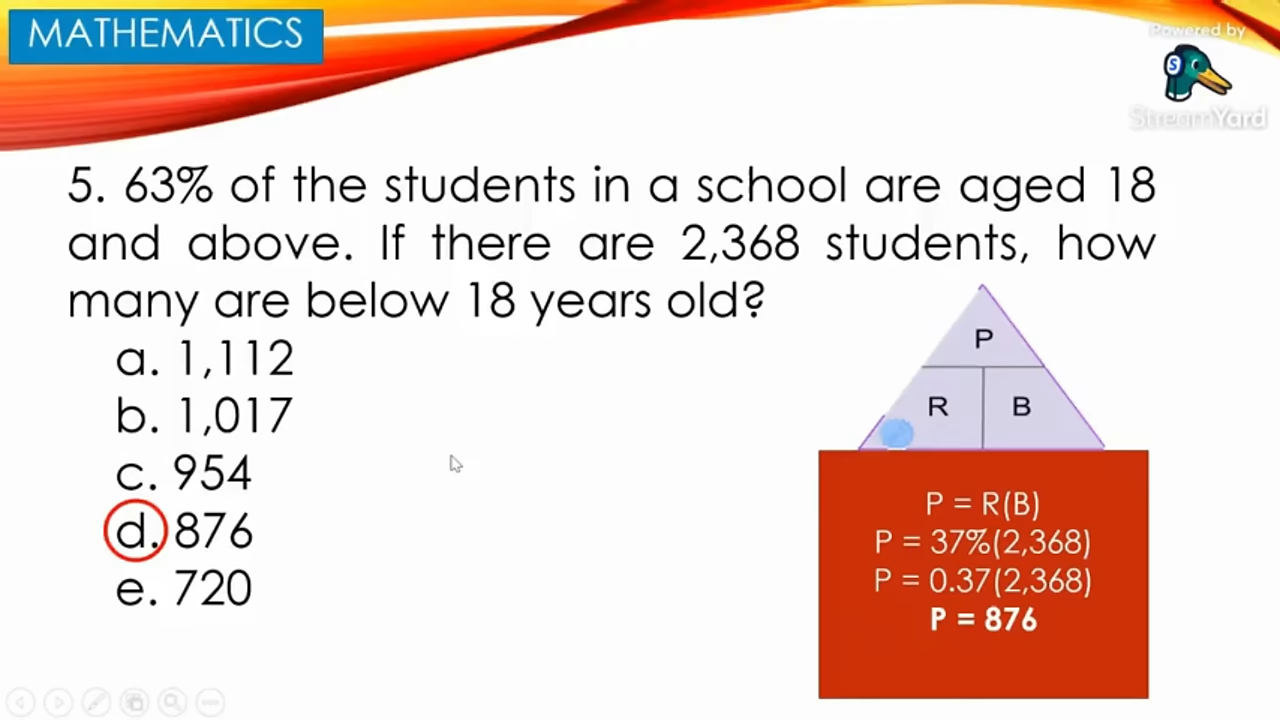 MATHEMATICS
Powered by
S
StreamYard
5. 63% of the students in a school are aged 18
and above. If there are 2,368 students, how
many are below 18 years old?
a. 1,112
b. 1,017
c. 954
d. 876
e. 720
P
R B
P = R(B)
P = 37%(2,368)
P = 0.37(2,368)
P = 876